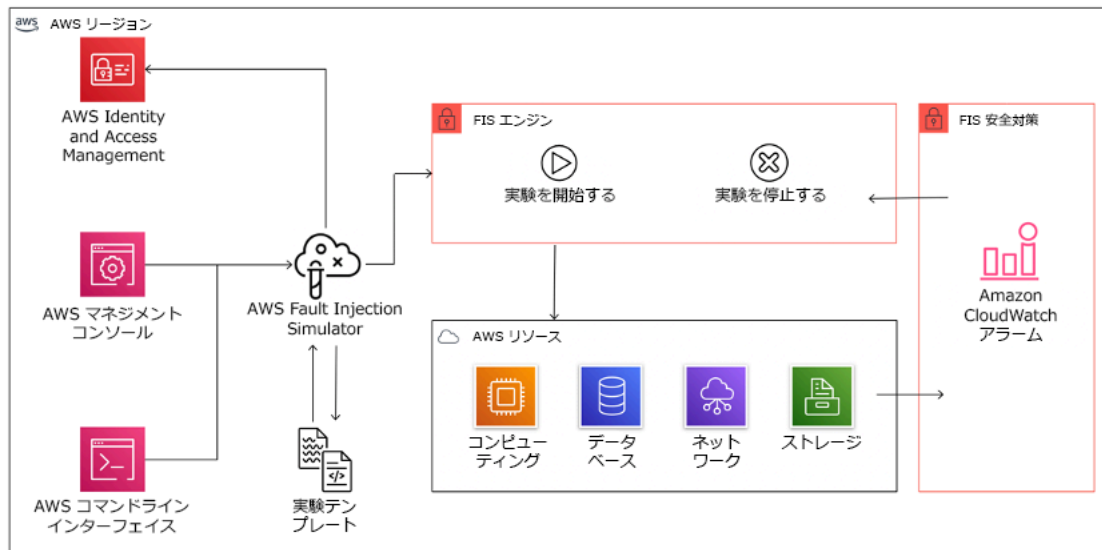 aws
AWS リージョン
AWS Identity
and Access
Management
AWS マネジメント
コンソール
AWS コマンドライン
インターフェイス
AWS Fault Injection
Simulator
実験テン
プレート
FIS エンジン
実験を開始する
実験を停止する
AWS リソース
コンピュー
ティング
データ
ベース
ネット
ワーク
ストレージ
FIS 安全対策
Amazon
CloudWatch
アラーム